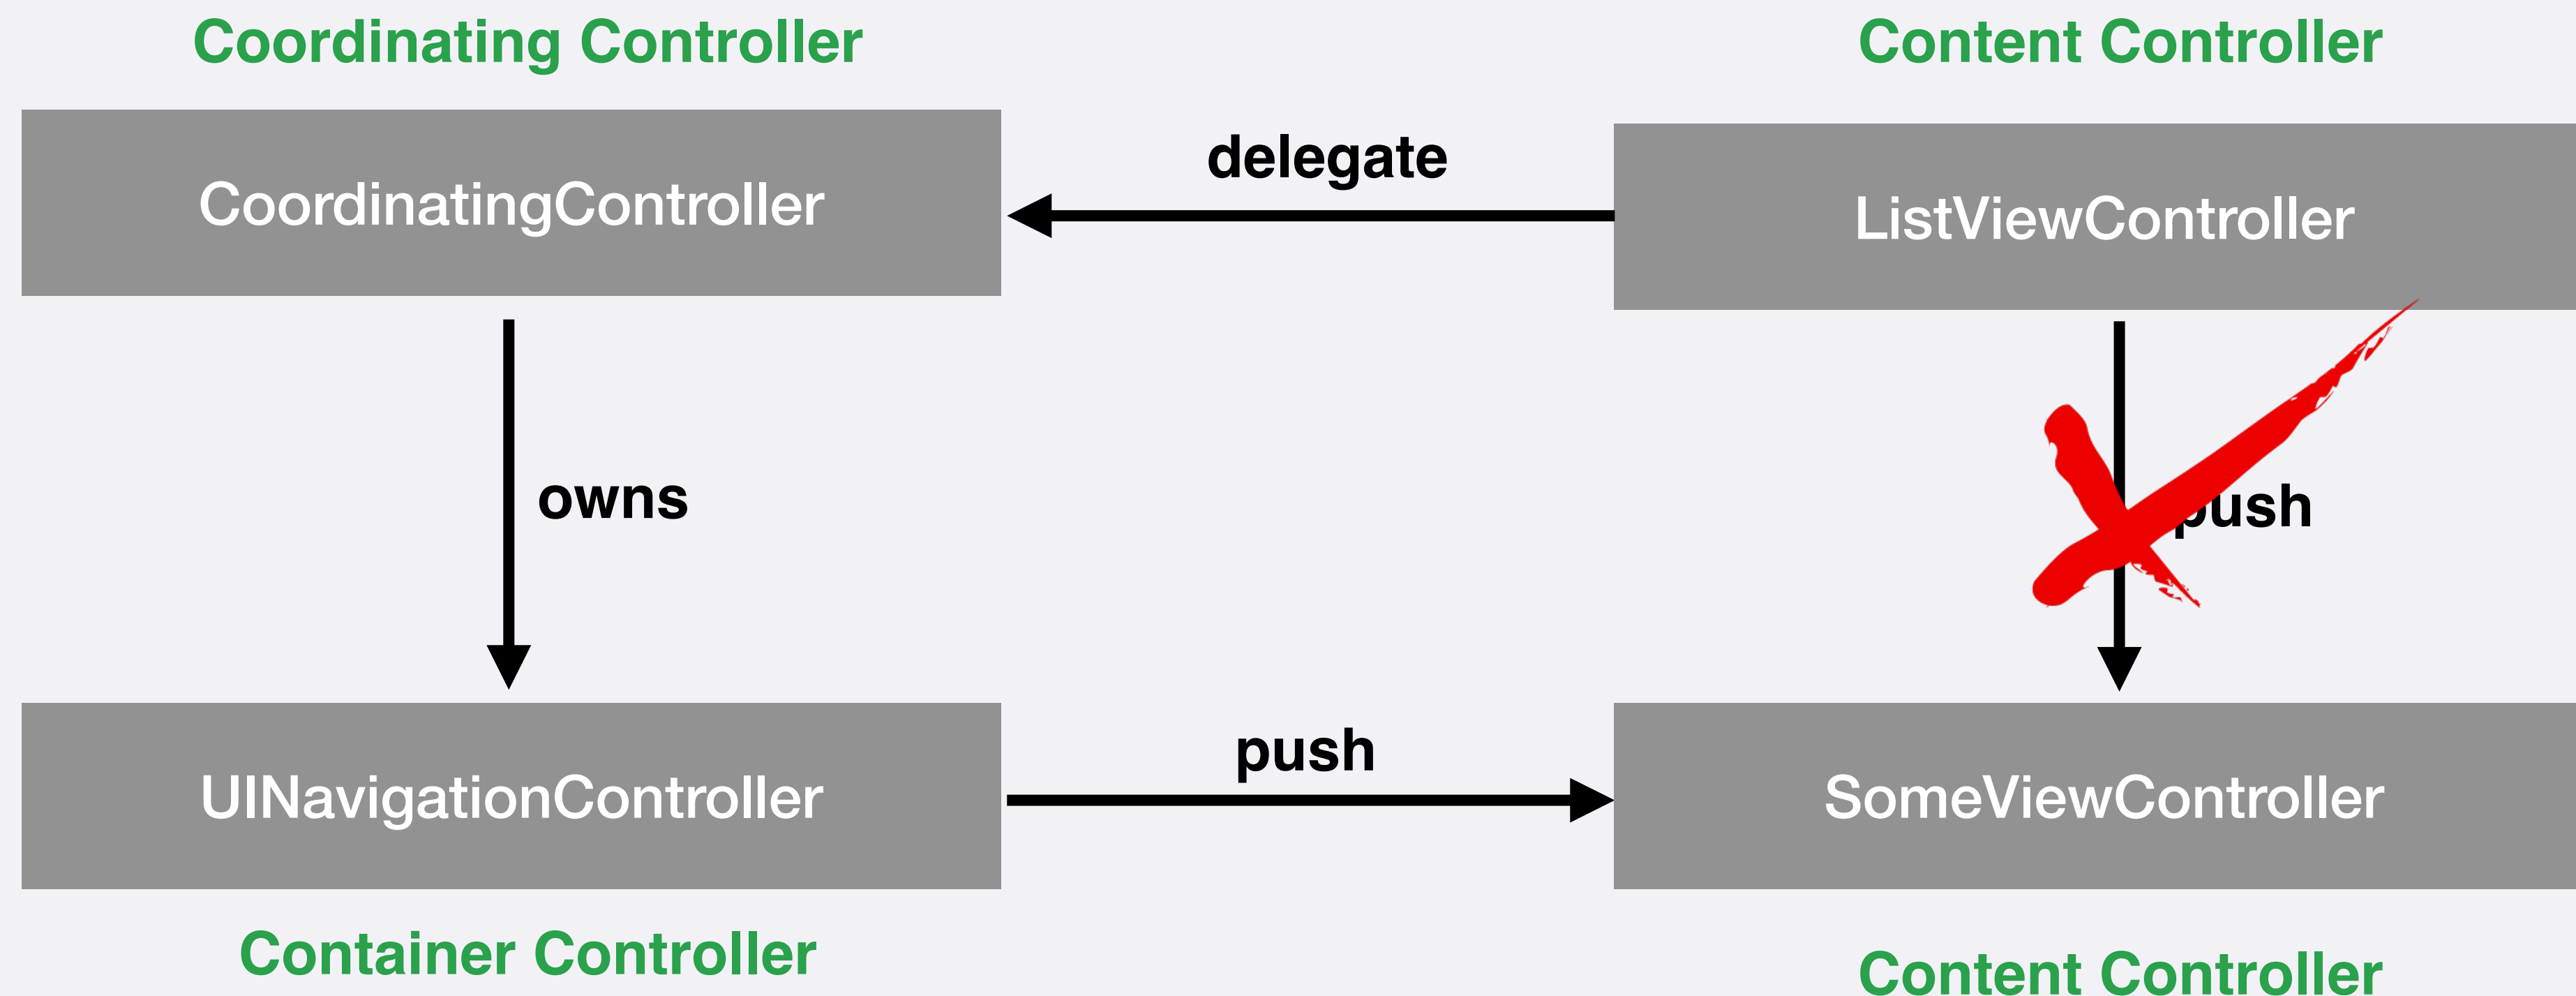 Coordinating Controller
Content Controller
CoordinatingController
delegate
ListViewController
owns
push
UINavigationController
push
SomeViewController
Container Controller
Content Controller